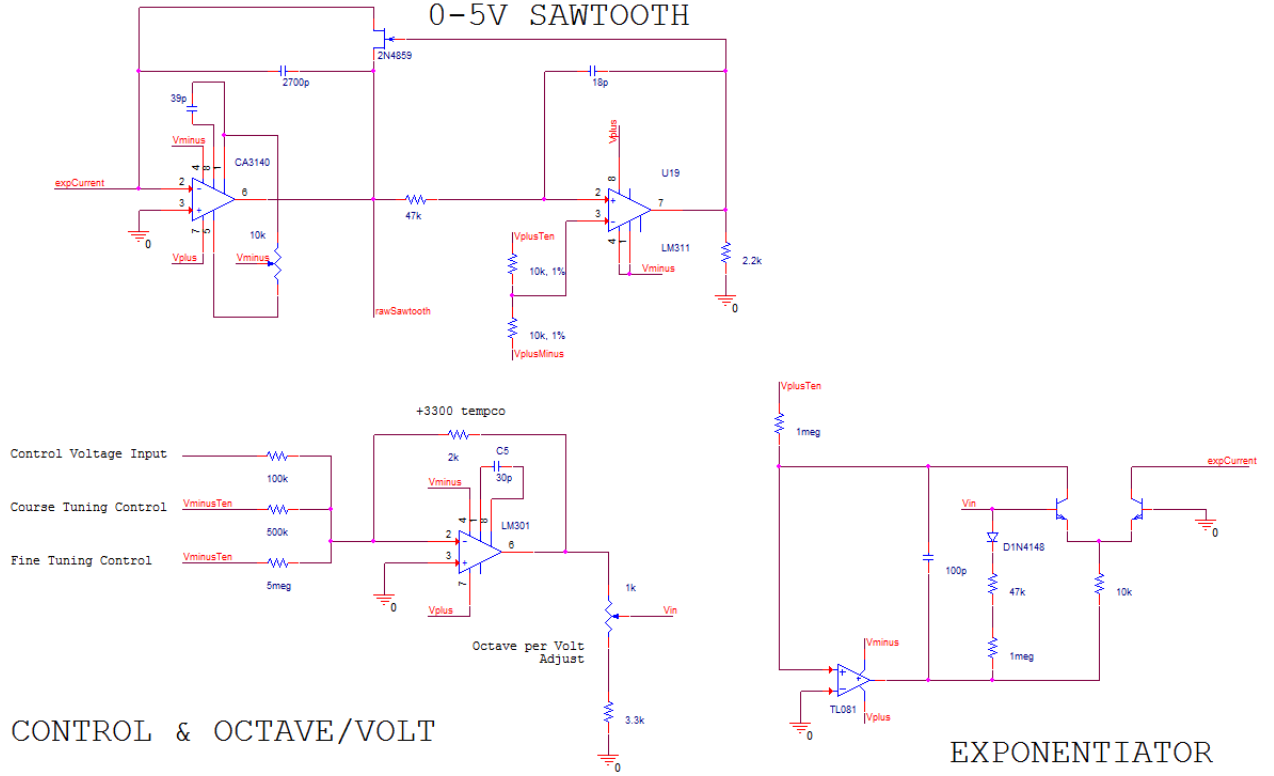 0-5V SAWTOOTH
2N4859
2700p
18p
39p
Vminus
4
8
1
CA3140
Vplus
8
U19
expCurrent
2
-
3
+
6
47k
2
+
3
-
7
0
7
5
10k
4
1
LM311
Vplus
Vminus
VplusTen
10k, 1%
Vminus
2.2k
rawSawtooth
10k, 1%
0
VplusMinus
+3300 tempco
VplusTen
1meg
2k
C5
30p
Control Voltage Input
100k
Vminus
4
1
8
LM301
expCurrent
Course Tuning Control
VminusTen
500k
Vin
0
2
-
3
+
6
D1N4148
Fine Tuning Control
VminusTen
5meg
7
100p
47k
10k
0
Vplus
1k
Vin
Octave per Volt
Adjust
Vminus
1meg
+
-
+
TL081
Vplus
3.3k
0
0
CONTROL & OCTAVE/VOLT
EXPONENTIATOR